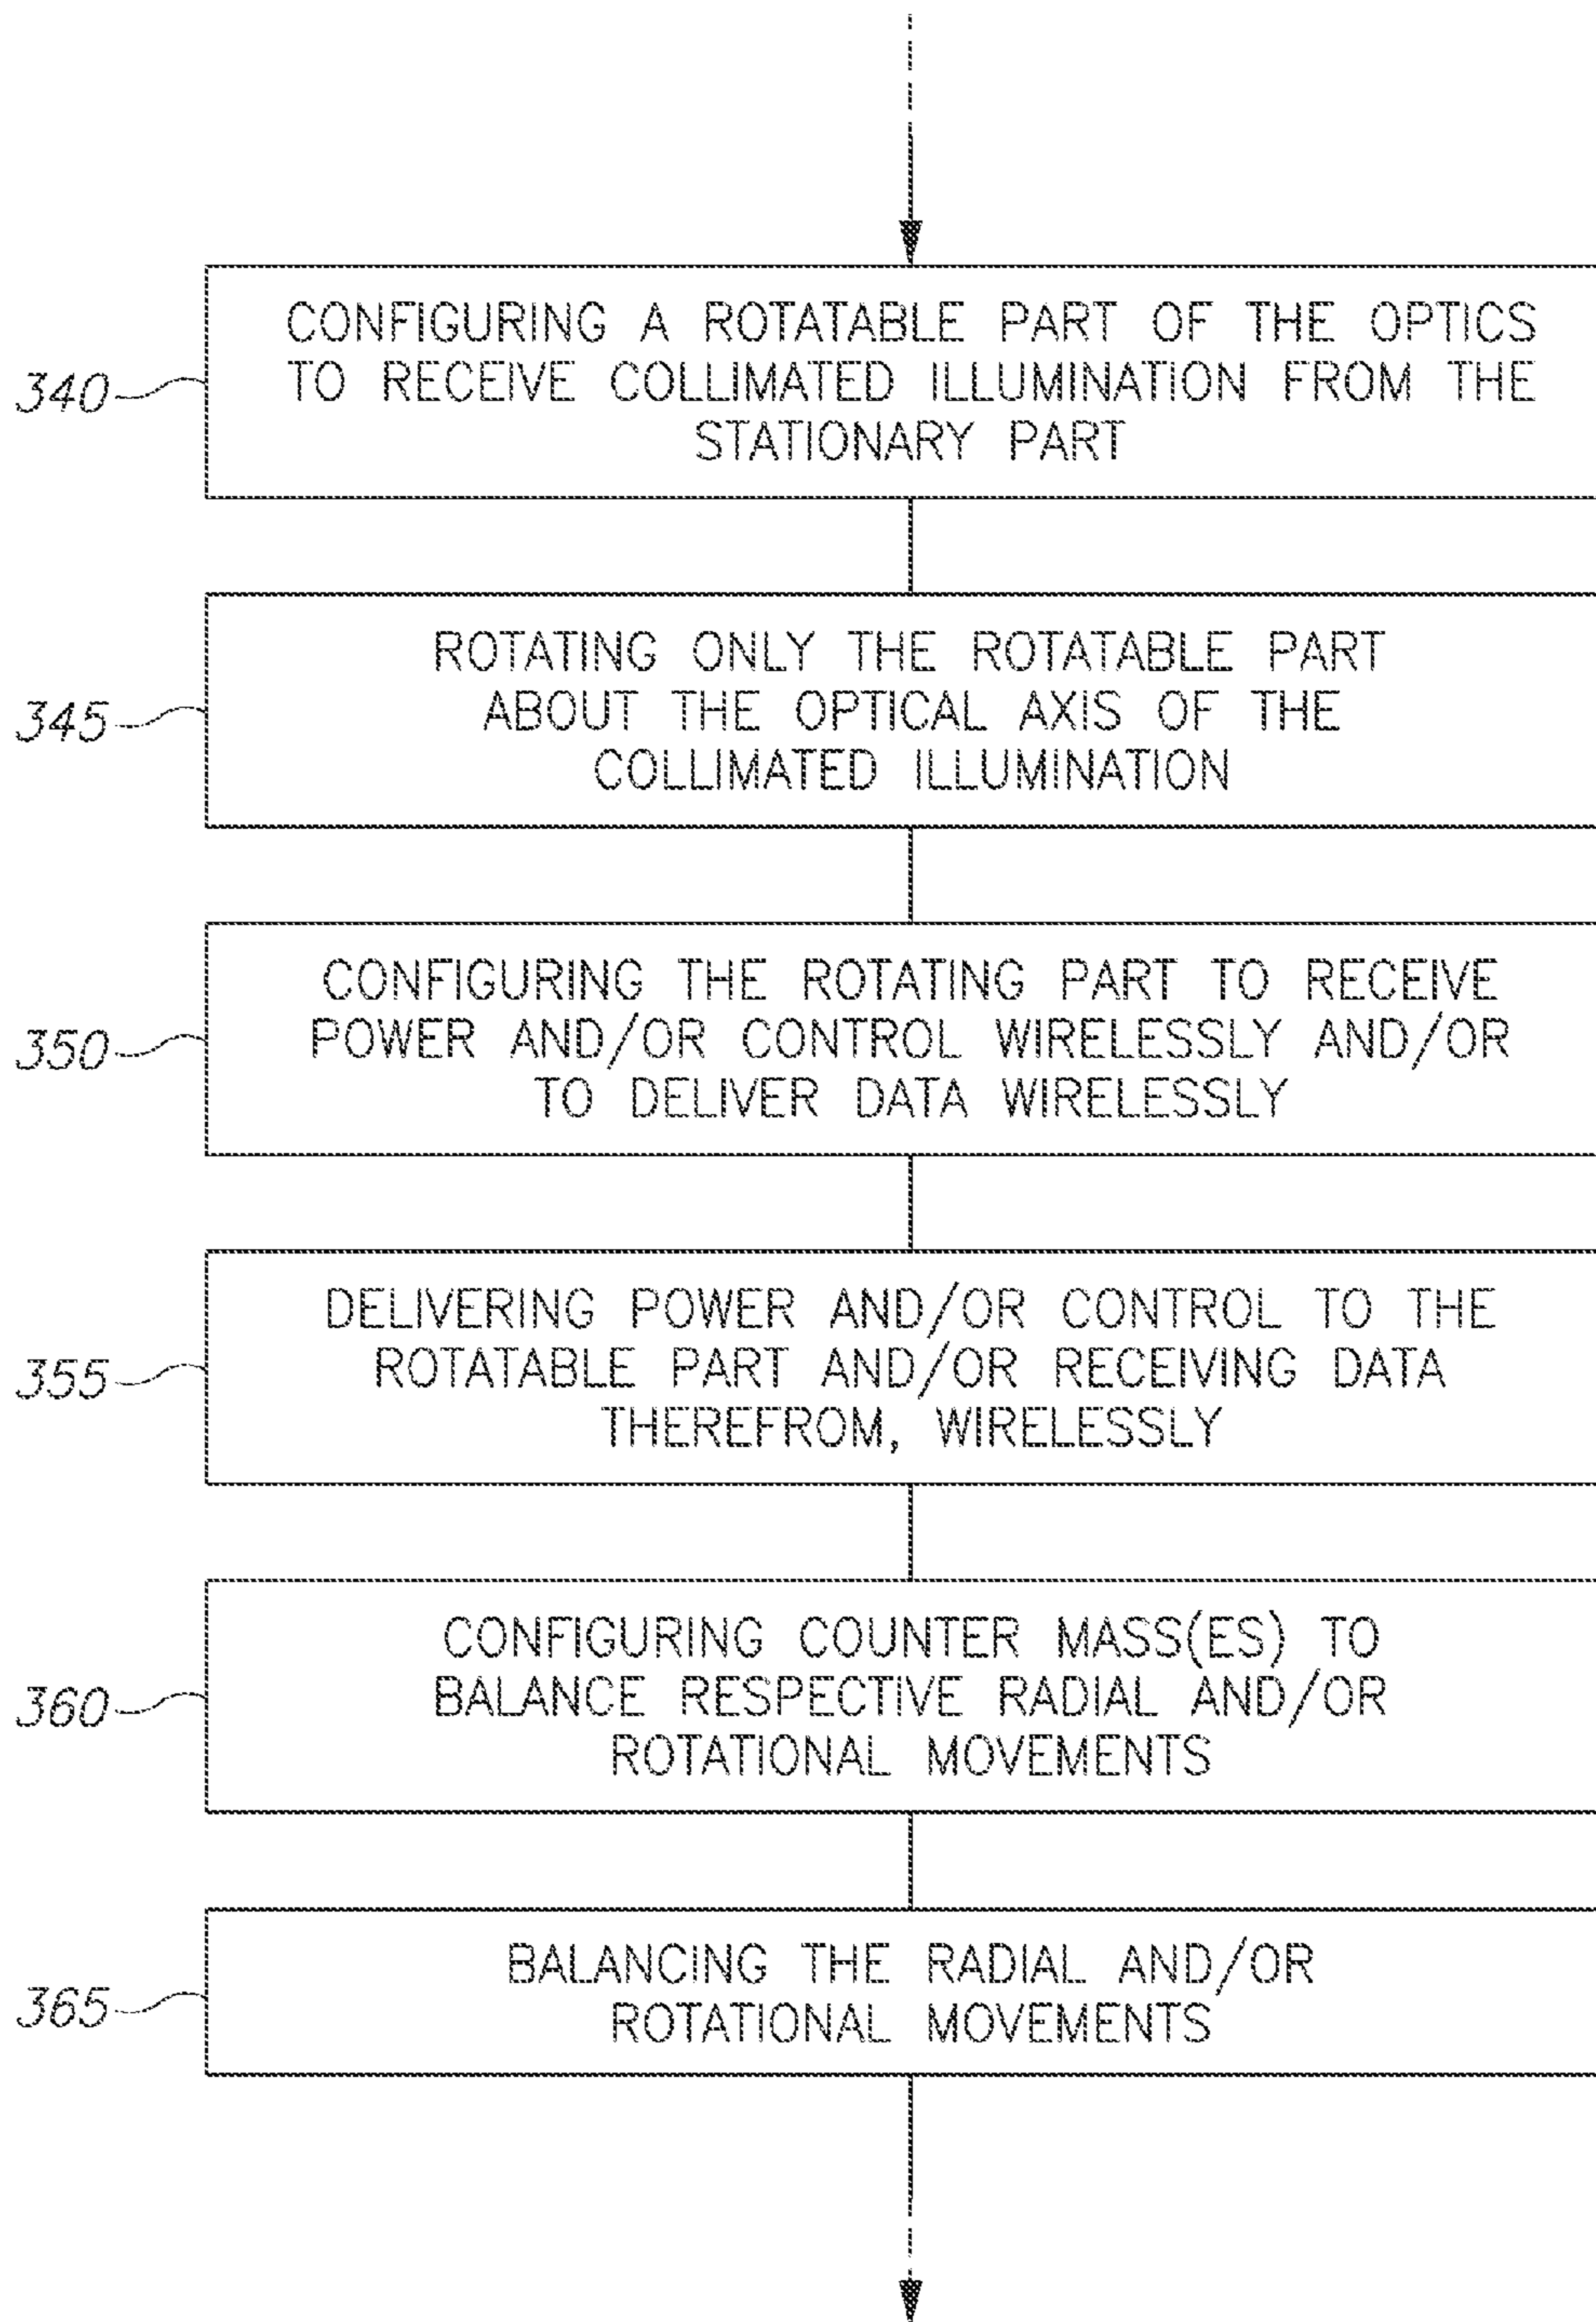 CONFIGURING A ROTATABLE PART OF THE OPTICS
340 TO RECEIVE COLLIMATED ILLUMINATION FROM THE
STATIONARY PART
ROTATING ONLY THE ROTATABLE PART
345 ABOUT THE OPTICAL AXIS OF THE
COLLIMATED ILLUMINATION
CONFIGURING THE ROTATING PART TO RECEIVE
350 POWER AND/OR CONTROL WIRELESSLY AND/OR
TO DELIVER DATA WIRELESSLY
DELIVERING POWER AND/OR CONTROL TO THE
355 ROTATABLE PART AND/OR RECEIVING DATA
THEREFROM, WIRELESSLY
CONFIGURING COUNTER MASS(ES) TO
360 BALANCE RESPECTIVE RADIAL AND/OR
ROTATIONAL MOVEMENTS
BALANCING THE RADIAL AND/OR
365 ROTATIONAL MOVEMENTS